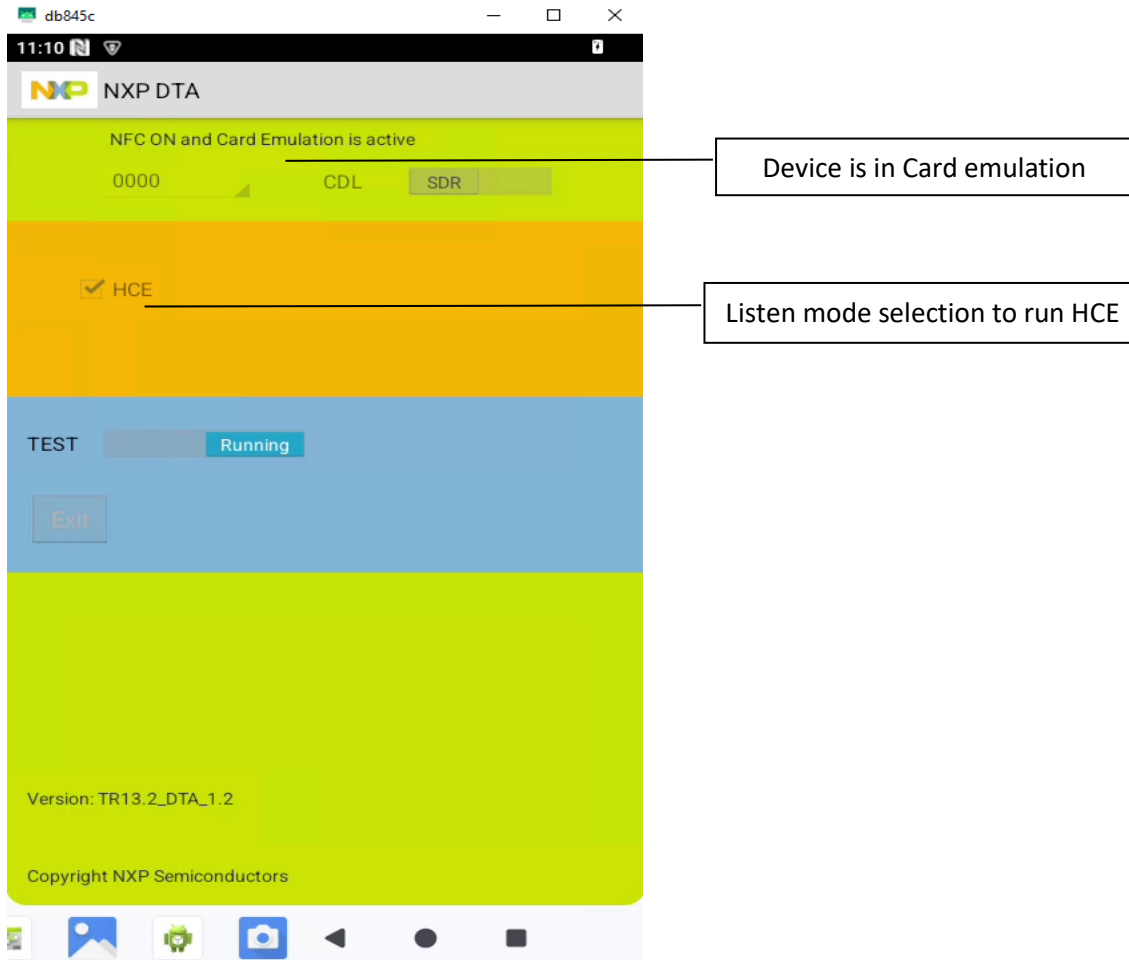 db845c
11:10
NXP NXP DTA
NFC ON and Card Emulation is active
0000 CDL SDR
Device is in Card emulation
HCE
Listen mode selection to run HCE
TEST Running
Exit
Version: TR13.2_DTA_1.2
Copyright NXP Semiconductors